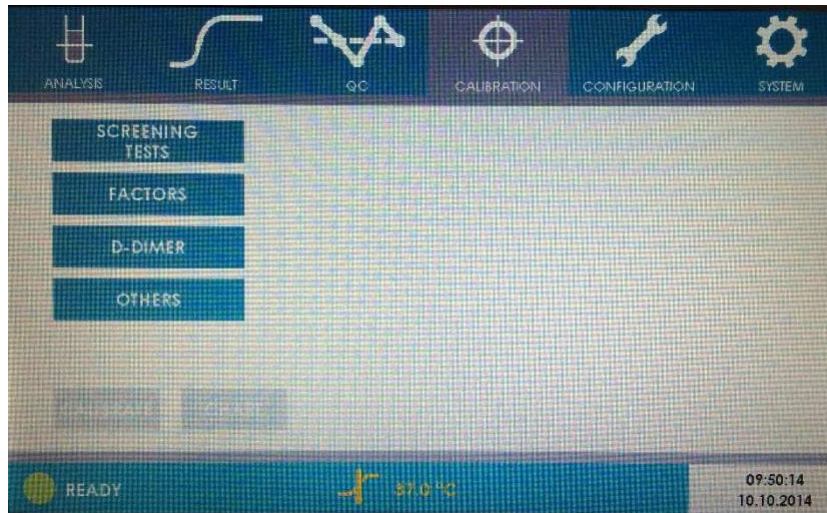 ANALYSIS
RESULT
QC
CALIBRATION
CONFIGURATION
SYSTEM
SCREENING
TESTS
FACTORS
D-DIMER
OTHERS
CALIBRATE
READY
37.0 °C
09:50:14
10.10.2014